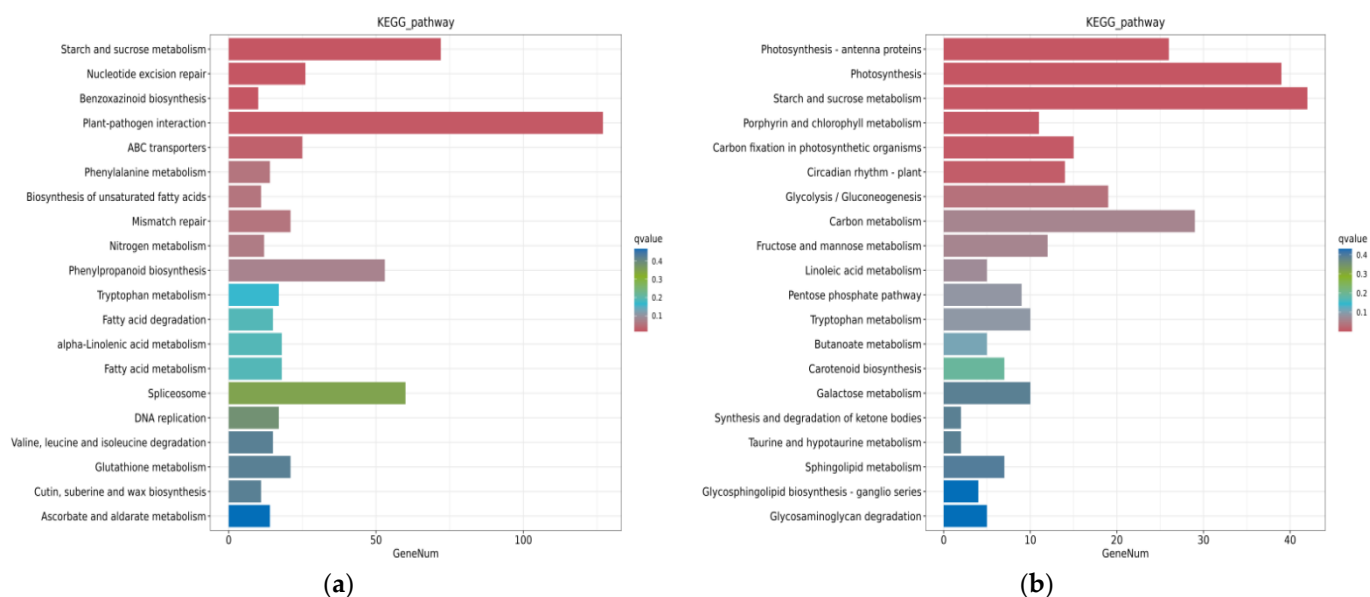 KEGG_pathway
Starch and sucrose metabolism
Nucleotide excision repair
Benzoxazinoid biosynthesis
Plant-pathogen interaction
ABC transporters
Phenylalanine metabolism
Biosynthesis of unsaturated fatty acids
Mismatch repair
Nitrogen metabolism
Phenylpropanoid biosynthesis
Tryptophan metabolism
Fatty acid degradation
alpha-Linolenic acid metabolism
Fatty acid metabolism
Spliceosome
DNA replication
Valine, leucine and isoleucine degradation
Glutathione metabolism
Cutin, suberine and wax biosynthesis
Ascorbate and aldarate metabolism
0 50 100
GeneNum
qvalue
0.4
0.3
0.2
0.1
(a)
KEGG_pathway
Photosynthesis - antenna proteins
Photosynthesis
Starch and sucrose metabolism
Porphyrin and chlorophyll metabolism
Carbon fixation in photosynthetic organisms
Circadian rhythm - plant
Glycolysis / Gluconeogenesis
Carbon metabolism
Fructose and mannose metabolism
Linoleic acid metabolism
Pentose phosphate pathway
Tryptophan metabolism
Butanoate metabolism
Carotenoid biosynthesis
Galactose metabolism
Synthesis and degradation of ketone bodies
Taurine and hypotaurine metabolism
Sphingolipid metabolism
Glycosphingolipid biosynthesis - ganglio series
Glycosaminoglycan degradation
0 10 20 30 40
GeneNum
qvalue
0.4
0.3
0.2
0.1
(b)